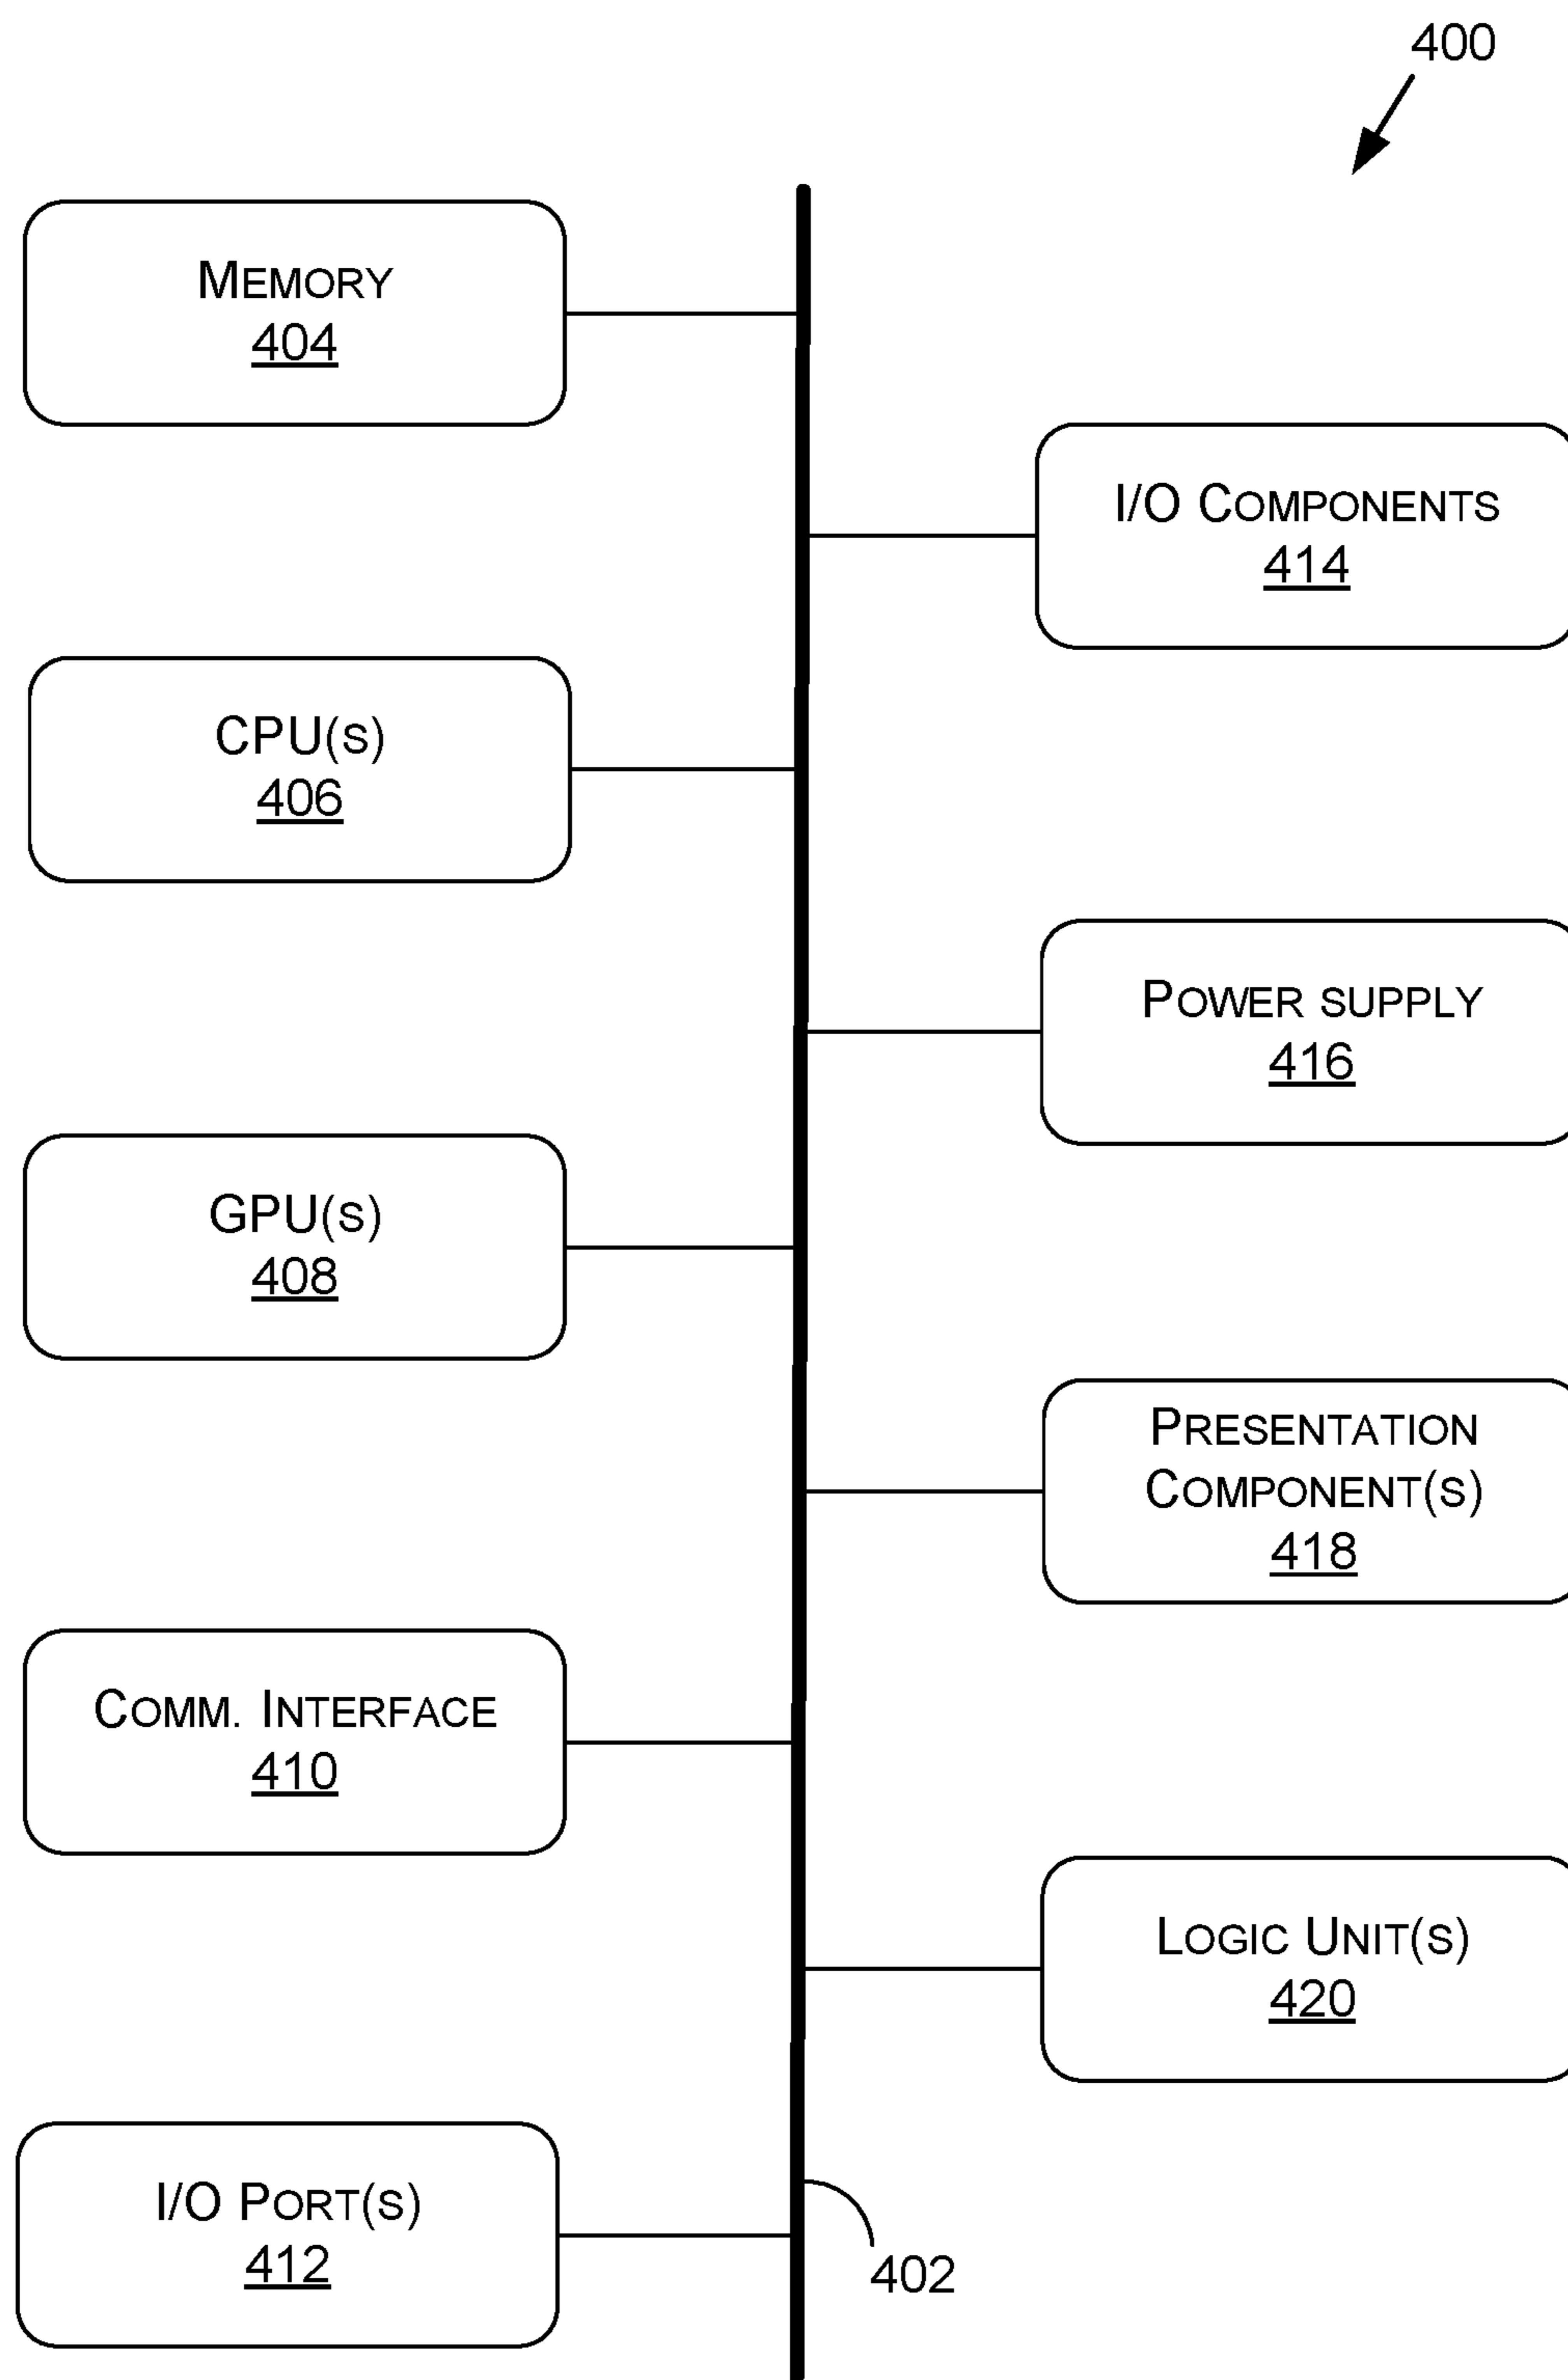 400
MEMORY
404
I/O COMPONENTS
414
CPU(S)
406
POWER SUPPLY
416
GPU(S)
408
PRESENTATION
COMPONENT(S)
418
COMM. INTERFACE
410
LOGIC UNIT(S)
420
I/O PORT(S)
412
402